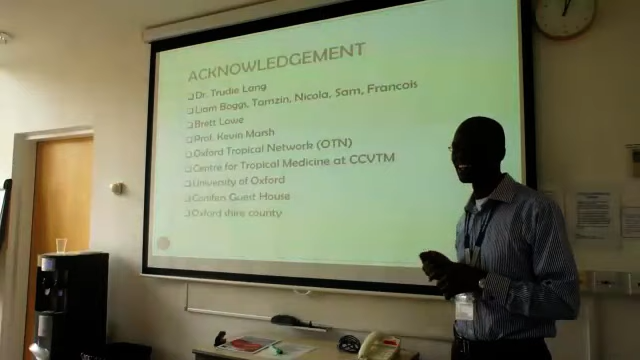 ACKNOWLEDGEMENT
Dr. Trudie Lang
Liam Boggs, Tamzin, Nicola, Sam, Francois
Brett Lowe
Prof. Kevin Marsh
Oxford Tropical Network (OTN)
Centre for Tropical Medicine at CCVTM
University of Oxford
Guest House
Oxford shire county